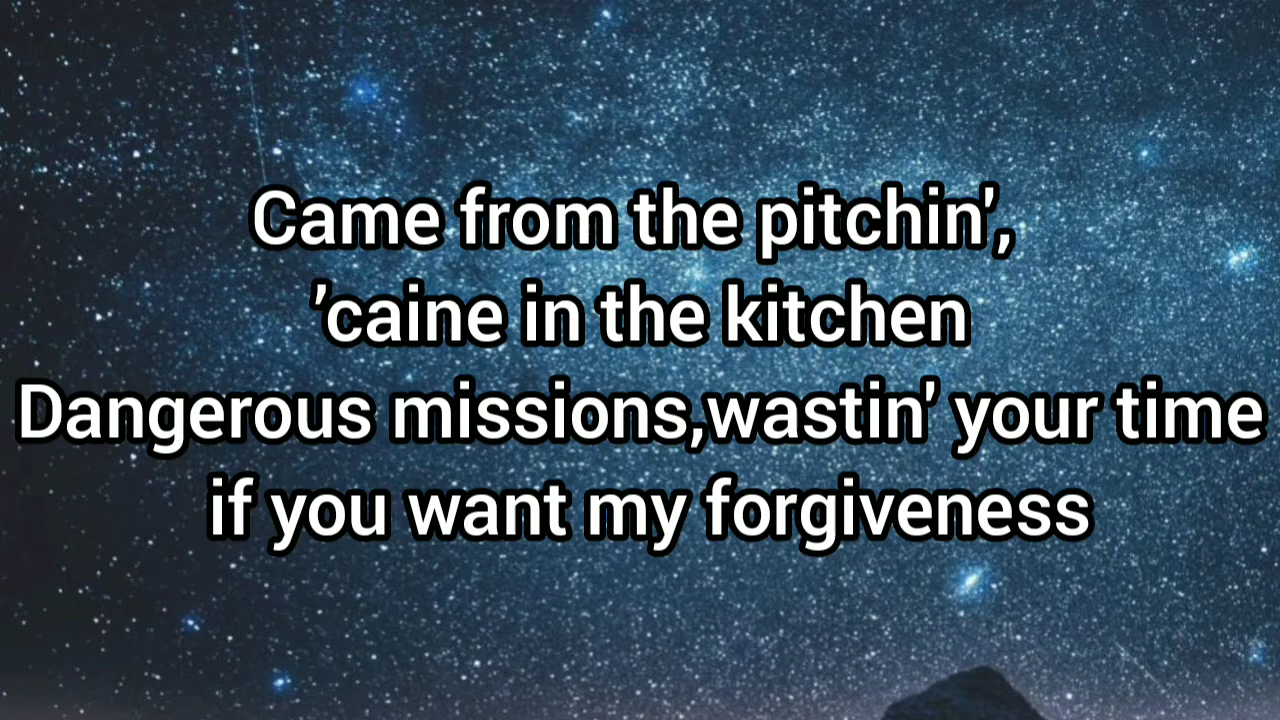 Came from the pitchin',
'caine in the kitchen
Dangerous missions,wastin' your time
if you want my forgiveness